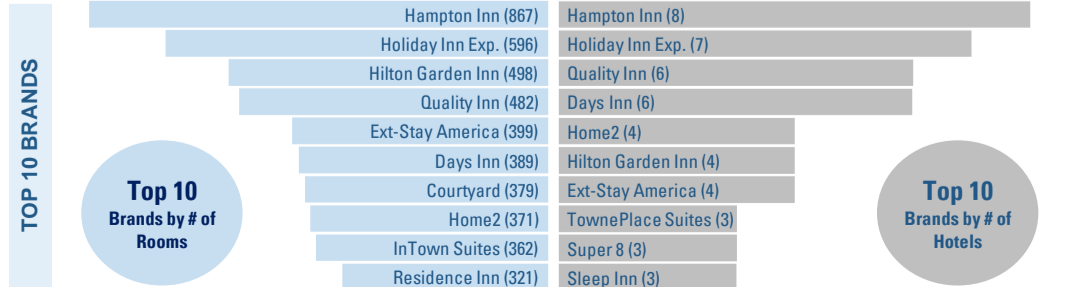 TOP 10 BRANDS
Hampton Inn (867)
Holiday Inn Exp. (596)
Hilton Garden Inn (498)
Quality Inn (482)
Ext-Stay America (399)
Days Inn (389)
Courtyard (379)
Home2 (371)
InTown Suites (362)
Residence Inn (321)
Top 10
Brands by # of
Rooms
Hampton Inn (8)
Holiday Inn Exp. (7)
Quality Inn (6)
Days Inn (6)
Home2 (4)
Hilton Garden Inn (4)
Ext-Stay America (4)
TownePlace Suites (3)
Super 8 (3)
Sleep Inn (3)
Top 10
Brands by # of
Hotels